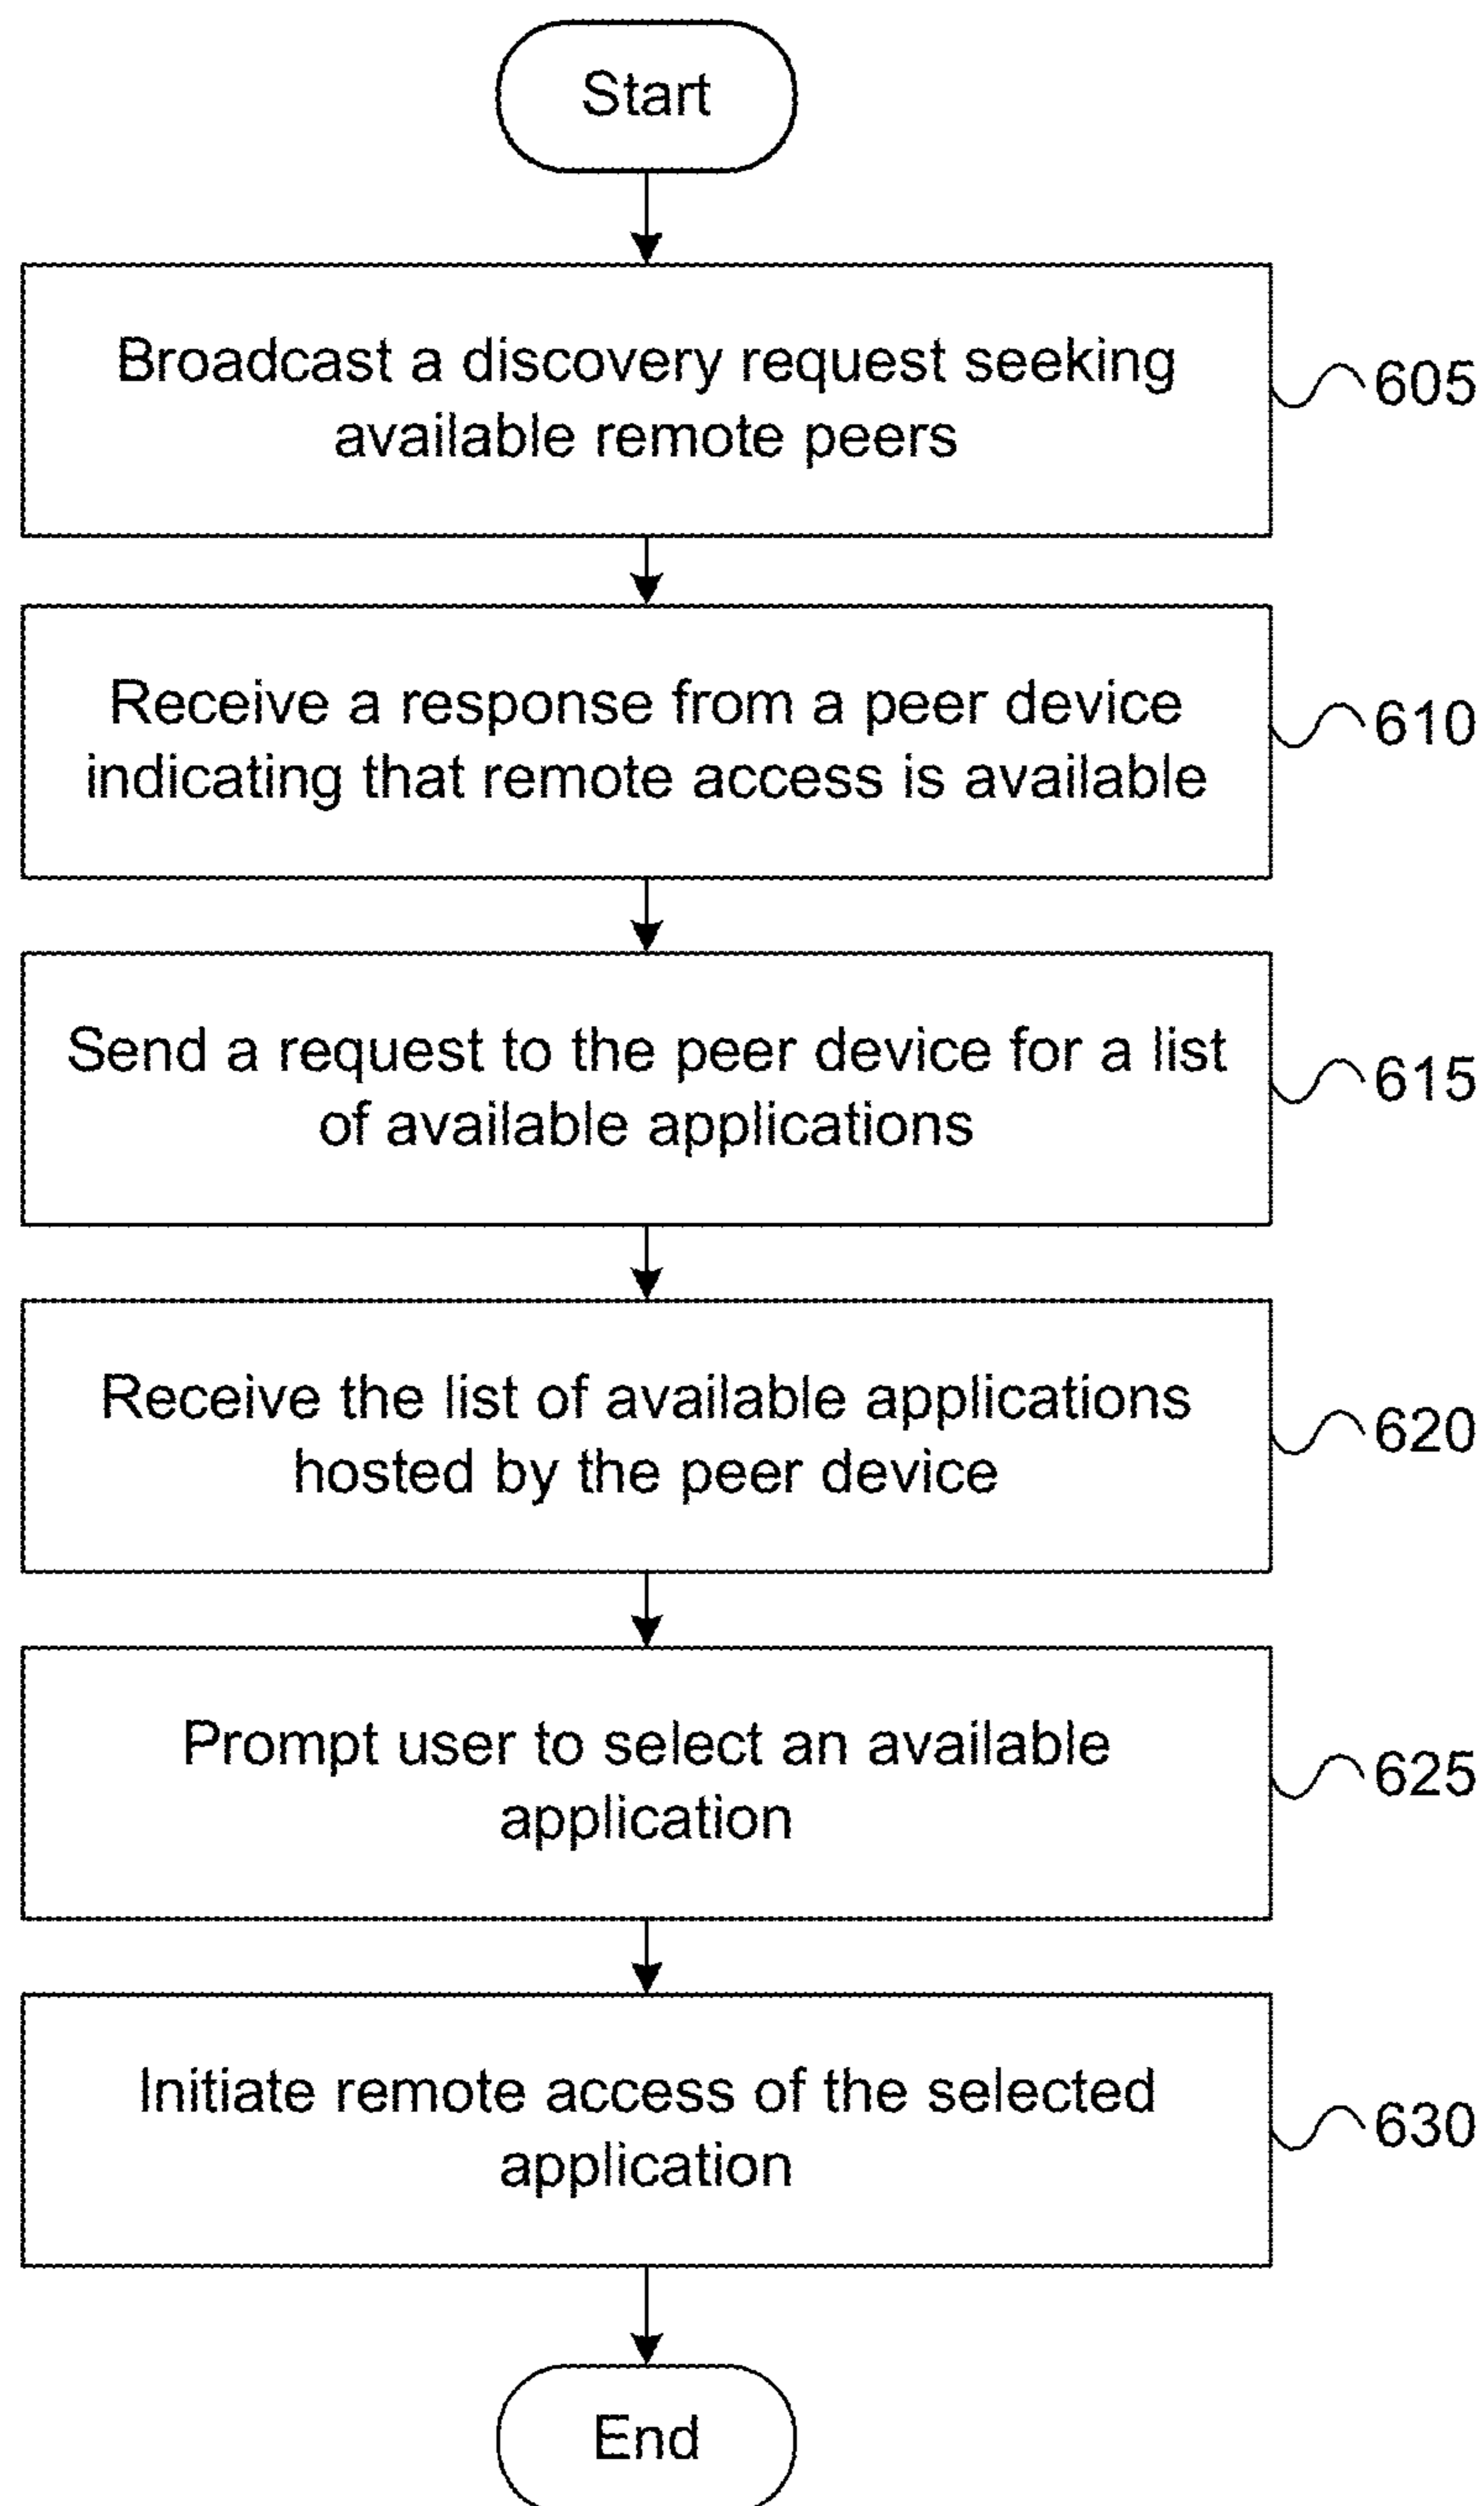 Start
Broadcast a discovery request seeking
available remote peers
605
Receive a response from a peer device
indicating that remote access is available
610
Send a request to the peer device for a list
of available applications
615
Receive the list of available applications
hosted by the peer device
620
Prompt user to select an available
application
625
Initiate remote access of the selected
application
630
End